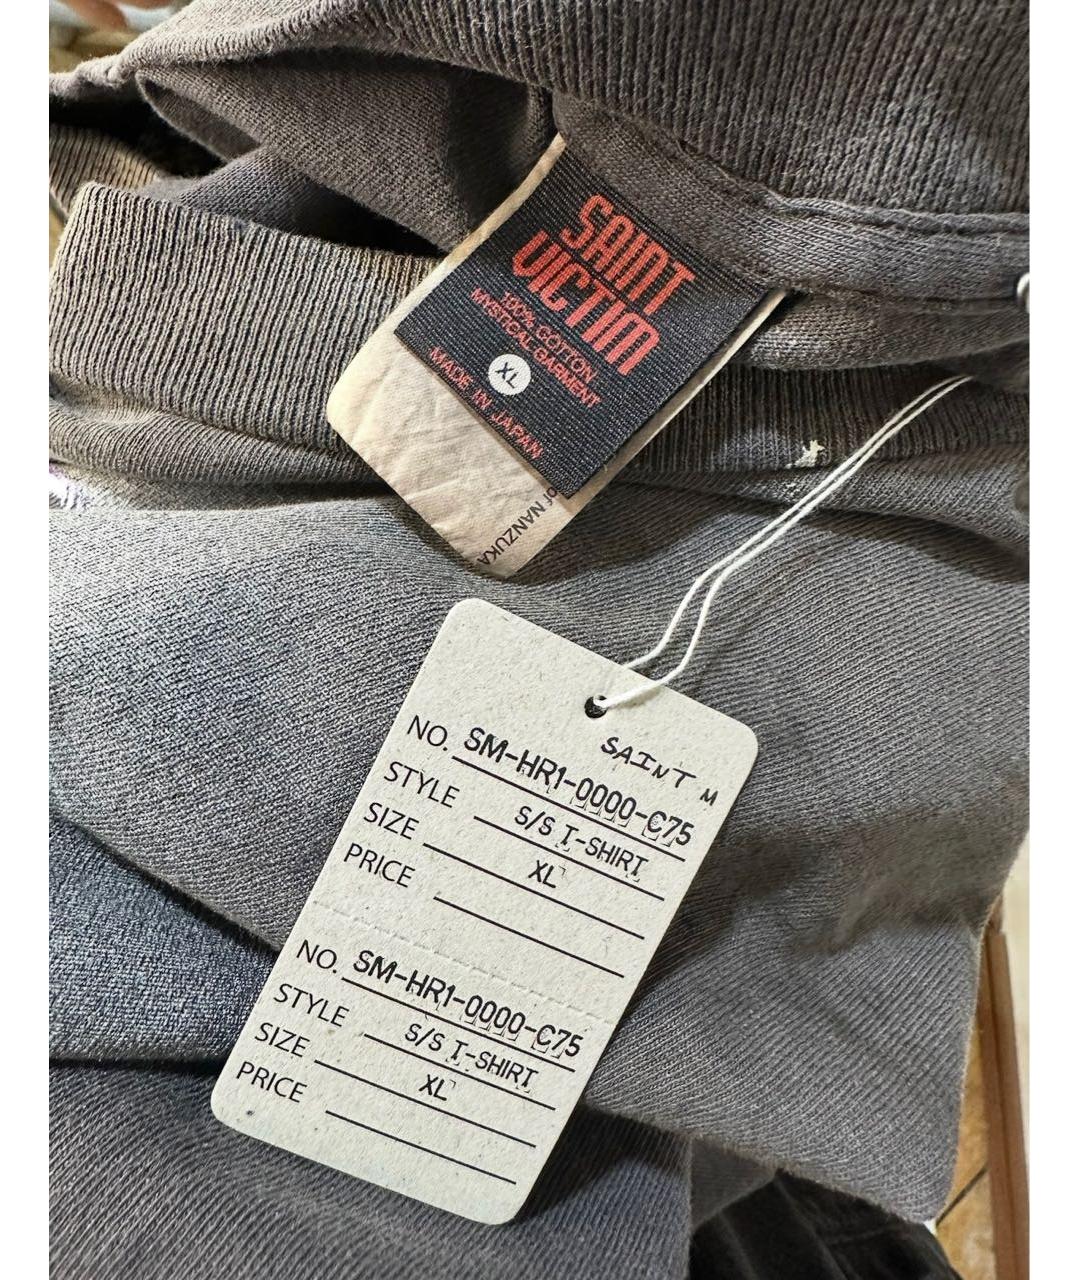 SAINT
VICTIM
100% COTTON
MYSTICAL GARMENT
XL
MADE IN JAPAN
of NANZUKA
SAINT M
NO. SM-HR1-0000-C75
STYLE S/S T-SHIRT
SIZE XL
PRICE
NO. SM-HR1-0000-C75
STYLE S/S T-SHIRT
SIZE XL
PRICE